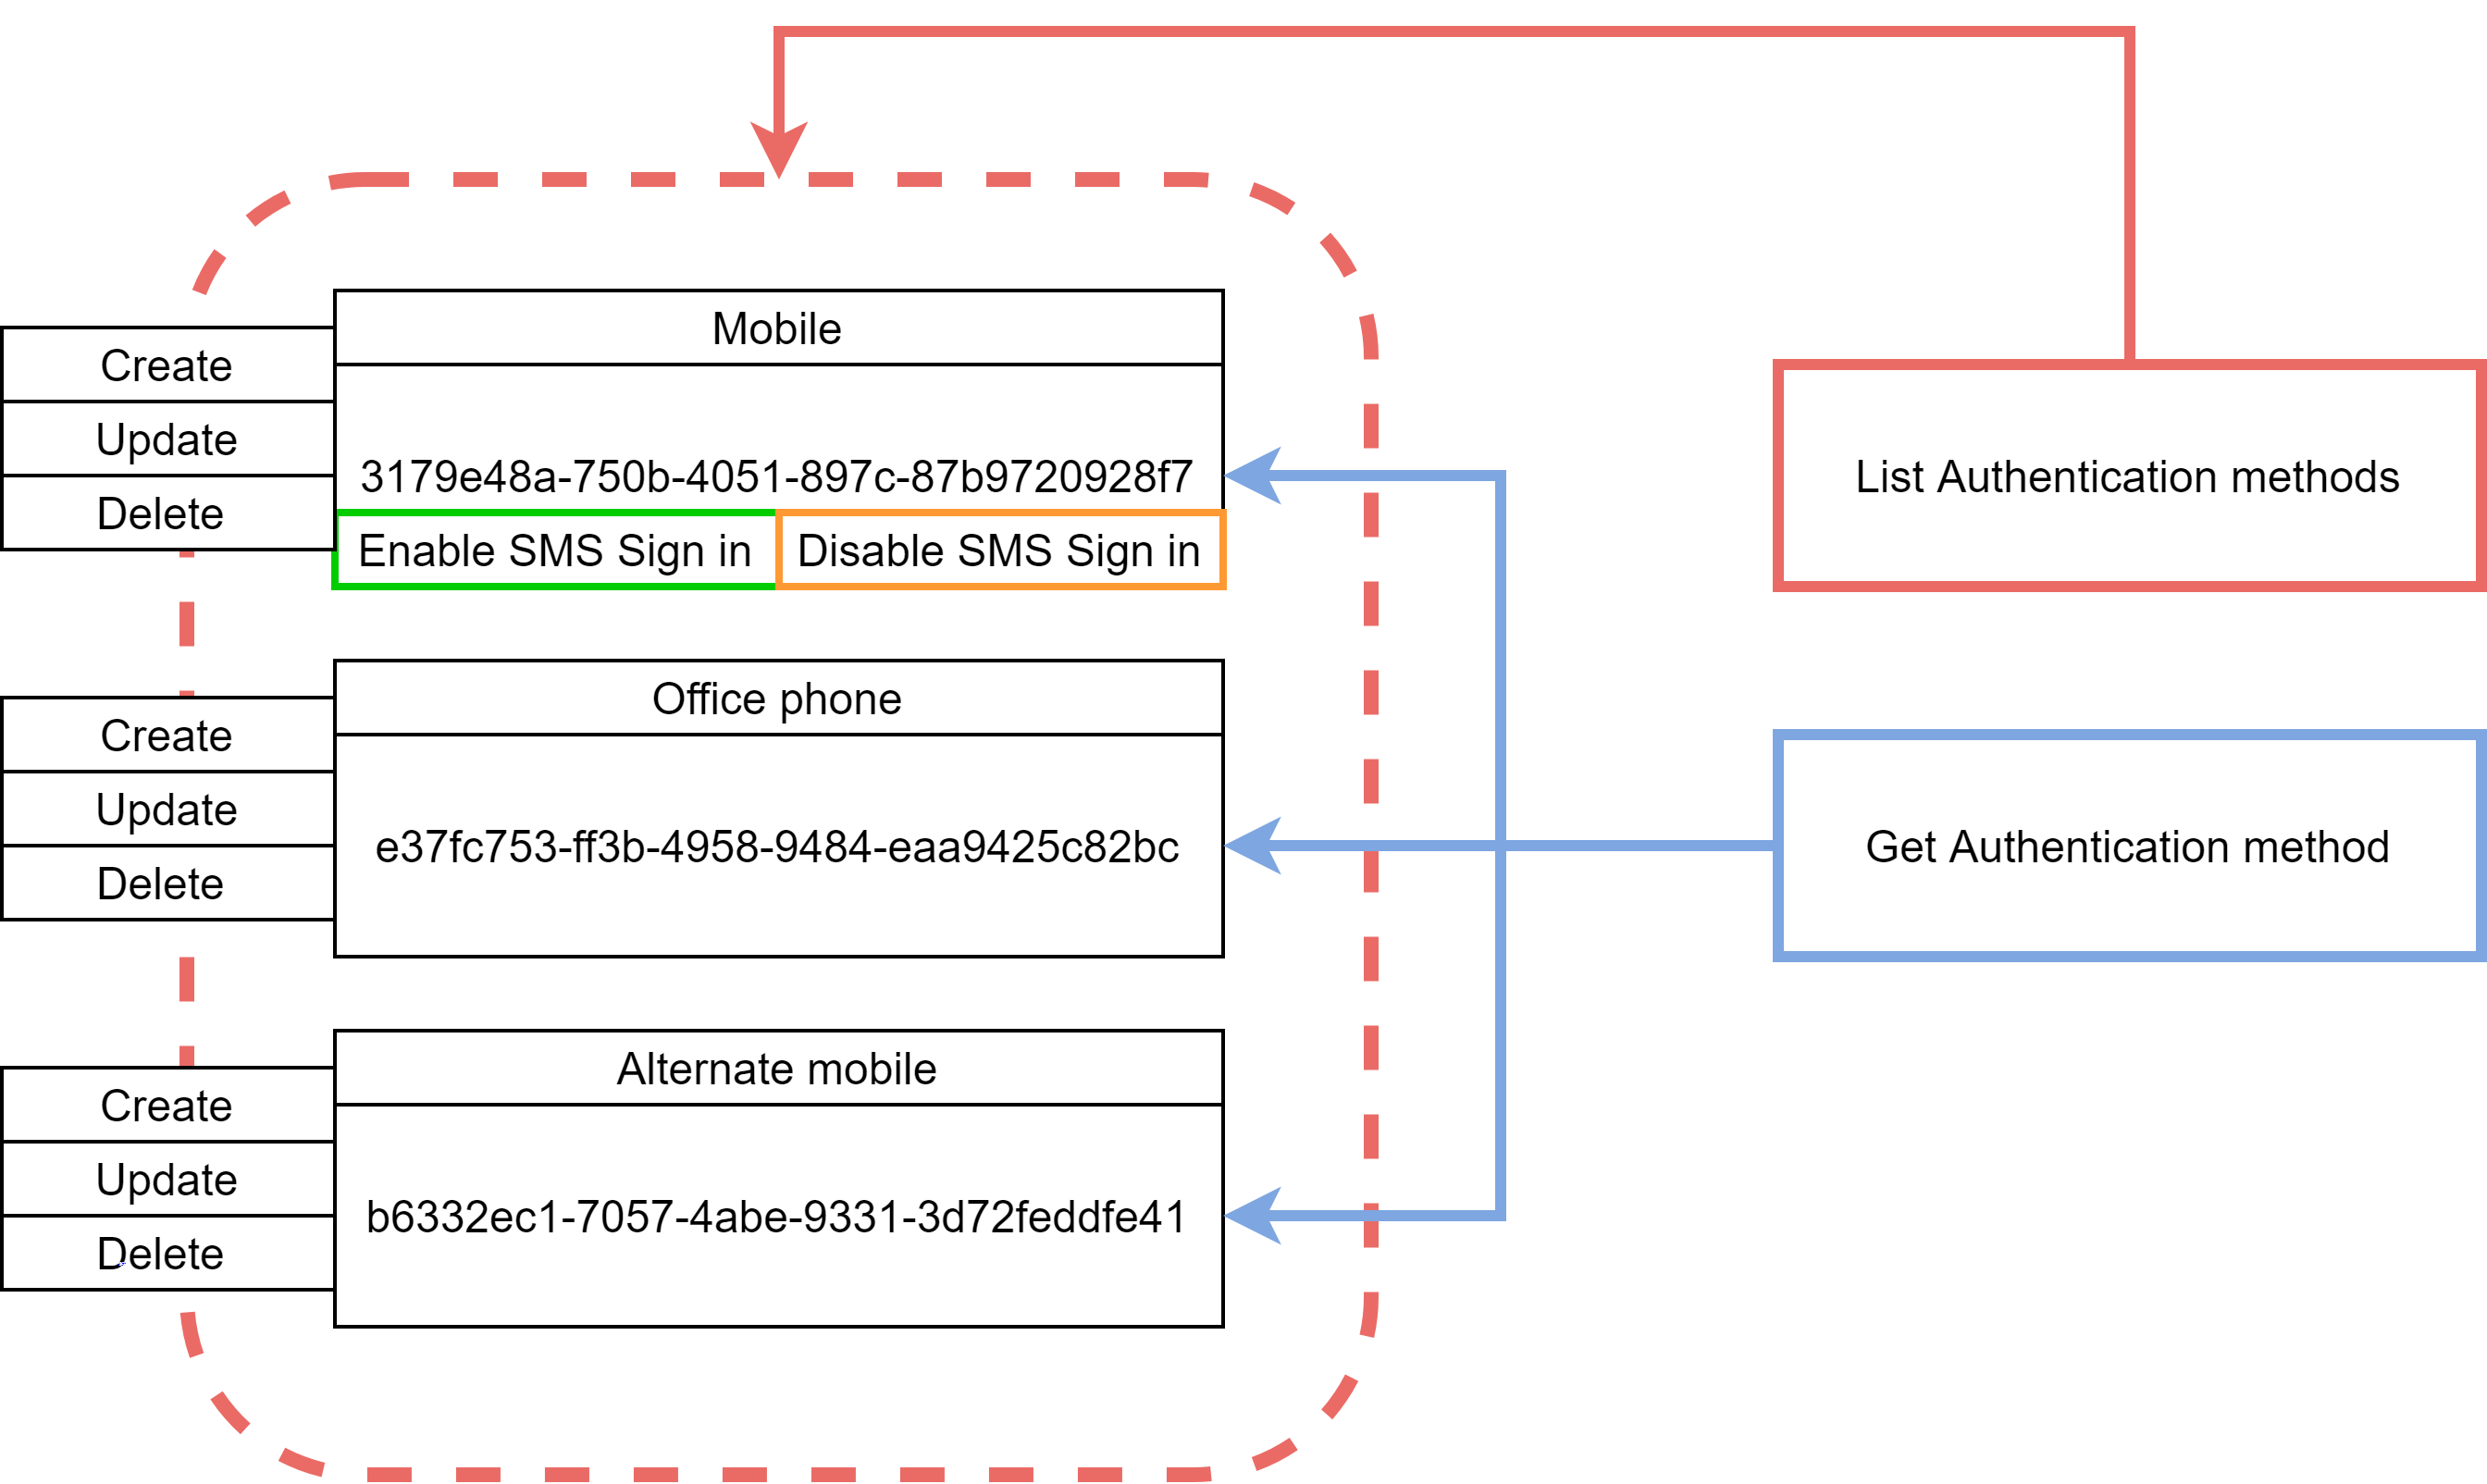 Mobile
Create
Update
3179e48a-750b-4051-897c-87b9720928f7
Delete
Enable SMS Sign in
Disable SMS Sign in
List Authentication methods
Office phone
Create
Update
e37fc753-ff3b-4958-9484-eaa9425c82bc
Delete
Get Authentication method
Alternate mobile
Create
Update
b6332ec1-7057-4abe-9331-3d72feddfe41
Delete